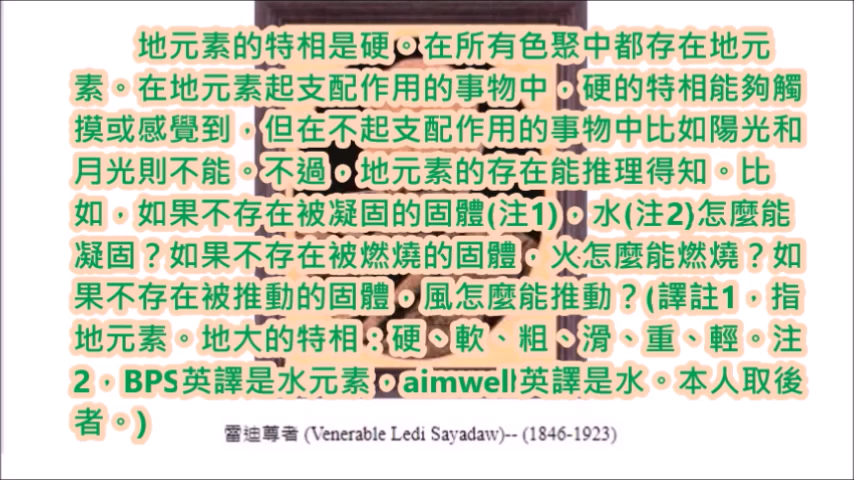 地元素的特相是硬。在所有色聚中都存在地元
素。在地元素起支配作用的事物中，硬的特相能夠觸
摸或感覺到，但在不起支配作用的事物中比如陽光和
月光則不能。不過，地元素的存在能推理得知。比
如，如果不存在被凝固的固體(注1)，水(注2)怎麼能
凝固？如果不存在被燃燒的固體，火怎麼能燃燒？如
果不存在被推動的固體，風怎麼能推動？(譯註1，指
地元素。地大的特相：硬、軟、粗、滑、重、輕。注
2，BPS英譯是水元素，aimwell英譯是水。本人取後
者。)
雷迪尊者 (Venerable Ledi Sayadaw)-- (1846-1923)